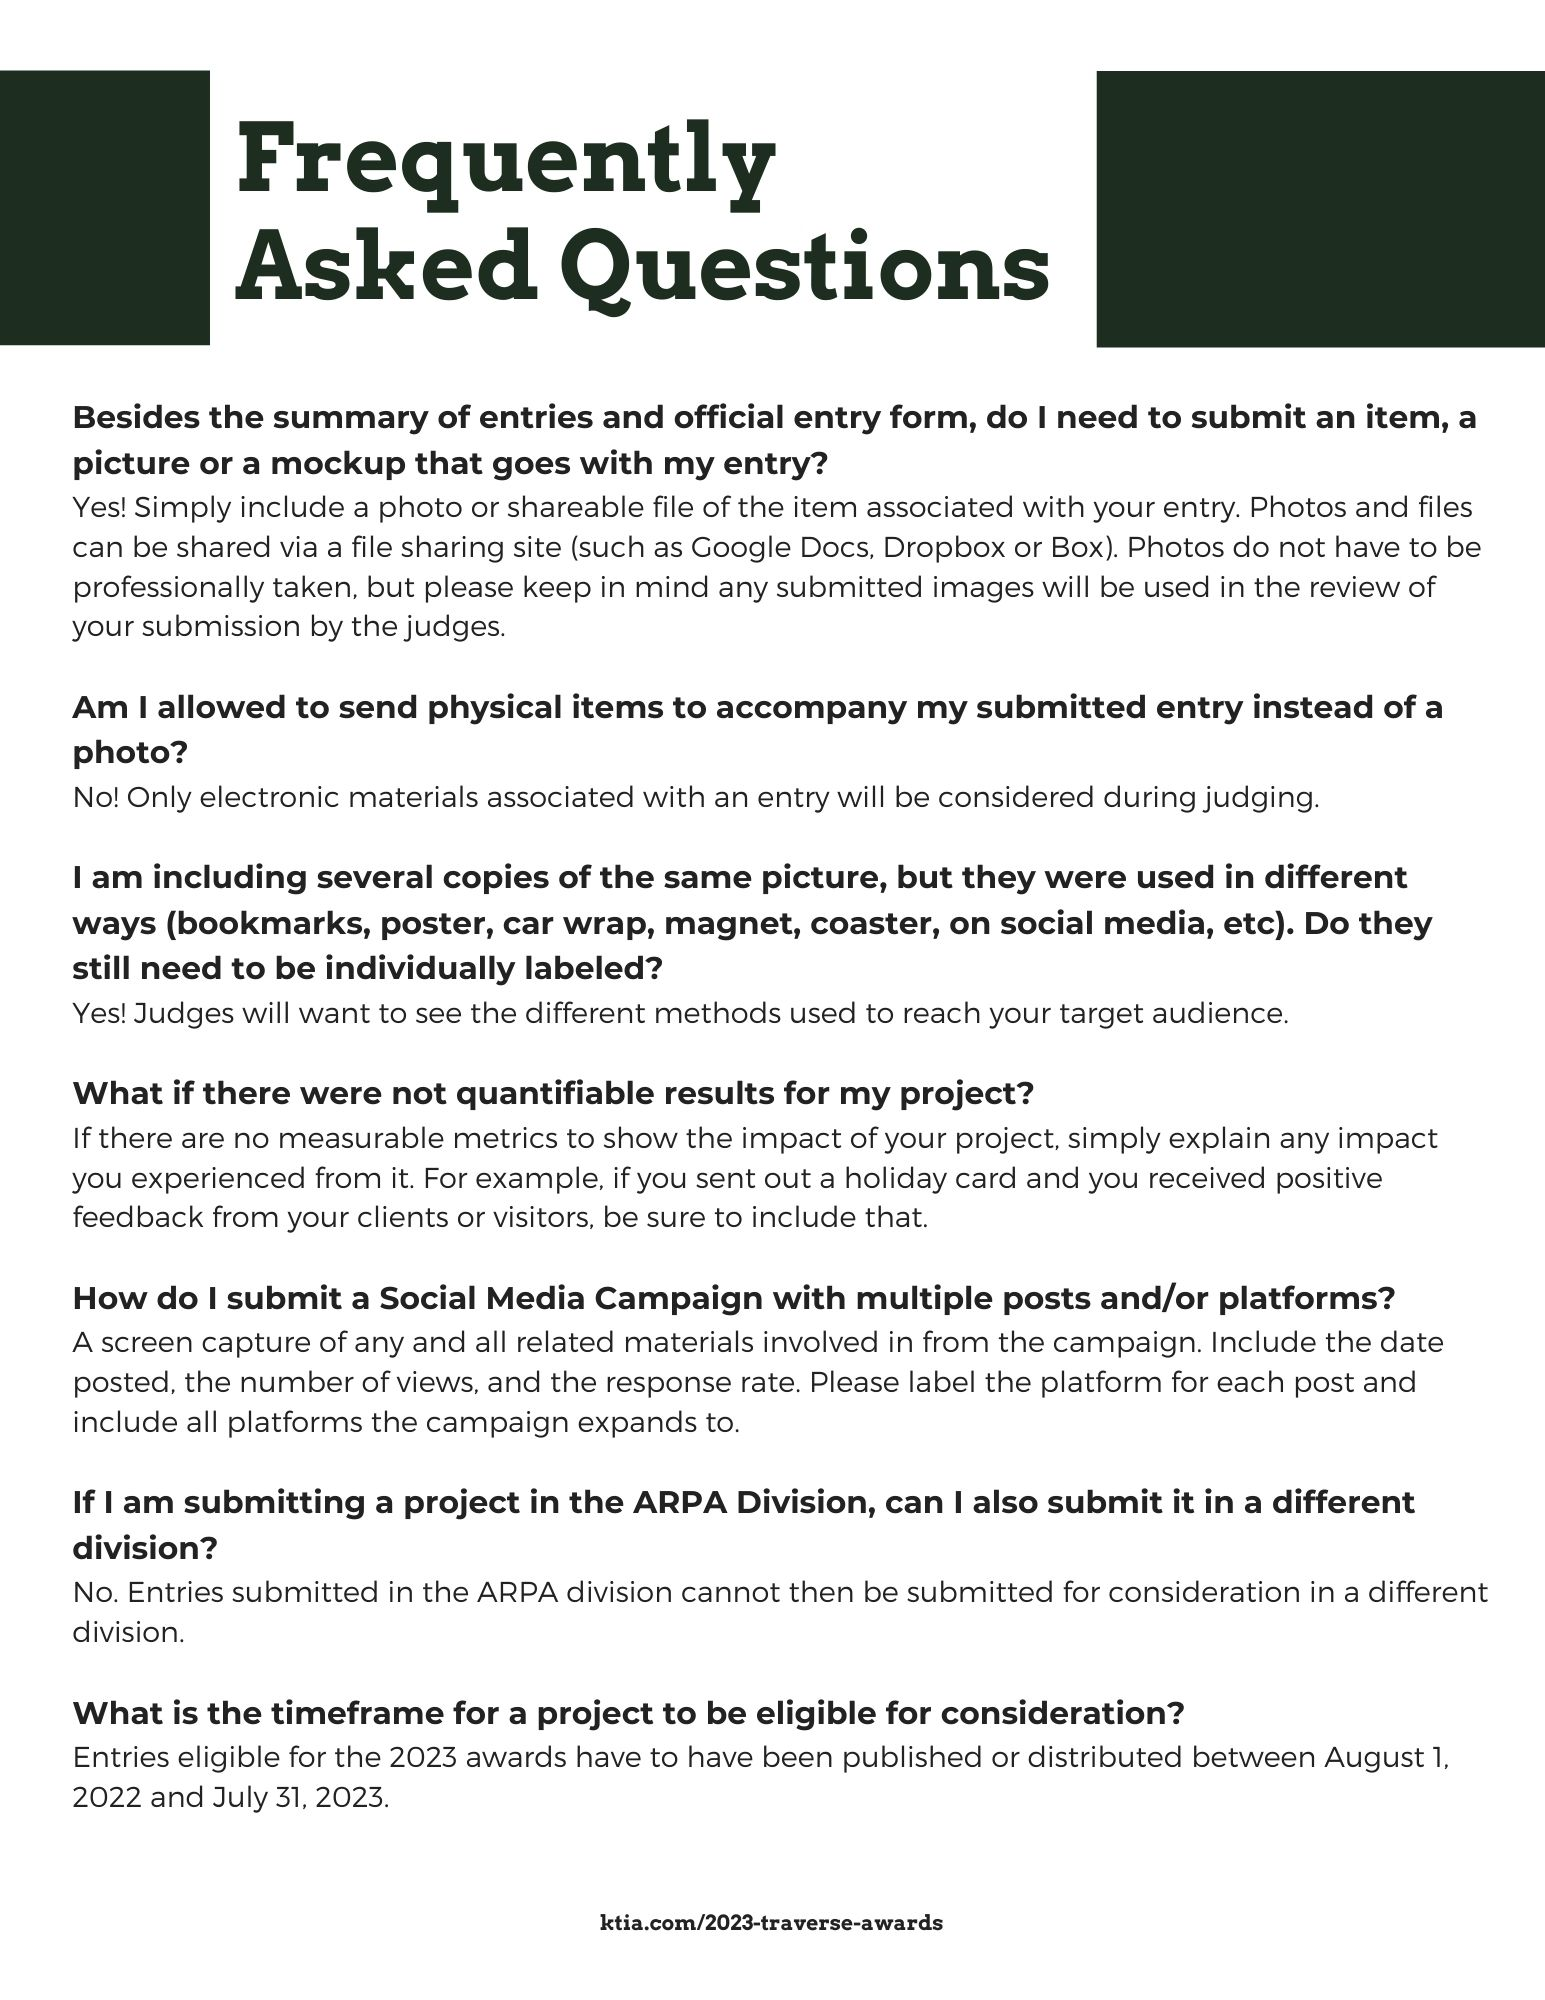 Frequently
Asked Questions
Besides the summary of entries and official entry form, do I need to submit an item, a
picture or a mockup that goes with my entry?
Yes! Simply include a photo or shareable file of the item associated with your entry. Photos and files
can be shared via a file sharing site (such as Google Docs, Dropbox or Box). Photos do not have to be
professionally taken, but please keep in mind any submitted images will be used in the review of
your submission by the judges.
Am I allowed to send physical items to accompany my submitted entry instead of a
photo?
No! Only electronic materials associated with an entry will be considered during judging.
I am including several copies of the same picture, but they were used in different
ways (bookmarks, poster, car wrap, magnet, coaster, on social media, etc). Do they
still need to be individually labeled?
Yes! Judges will want to see the different methods used to reach your target audience.
What if there were not quantifiable results for my project?
If there are no measurable metrics to show the impact of your project, simply explain any impact
you experienced from it. For example, if you sent out a holiday card and you received positive
feedback from your clients or visitors, be sure to include that.
How do I submit a Social Media Campaign with multiple posts and/or platforms?
A screen capture of any and all related materials involved in from the campaign. Include the date
posted, the number of views, and the response rate. Please label the platform for each post and
include all platforms the campaign expands to.
If I am submitting a project in the ARPA Division, can I also submit it in a different
division?
No. Entries submitted in the ARPA division cannot then be submitted for consideration in a different
division.
What is the timeframe for a project to be eligible for consideration?
Entries eligible for the 2023 awards have to have been published or distributed between August 1,
2022 and July 31, 2023.
ktia.com/2023-traverse-awards